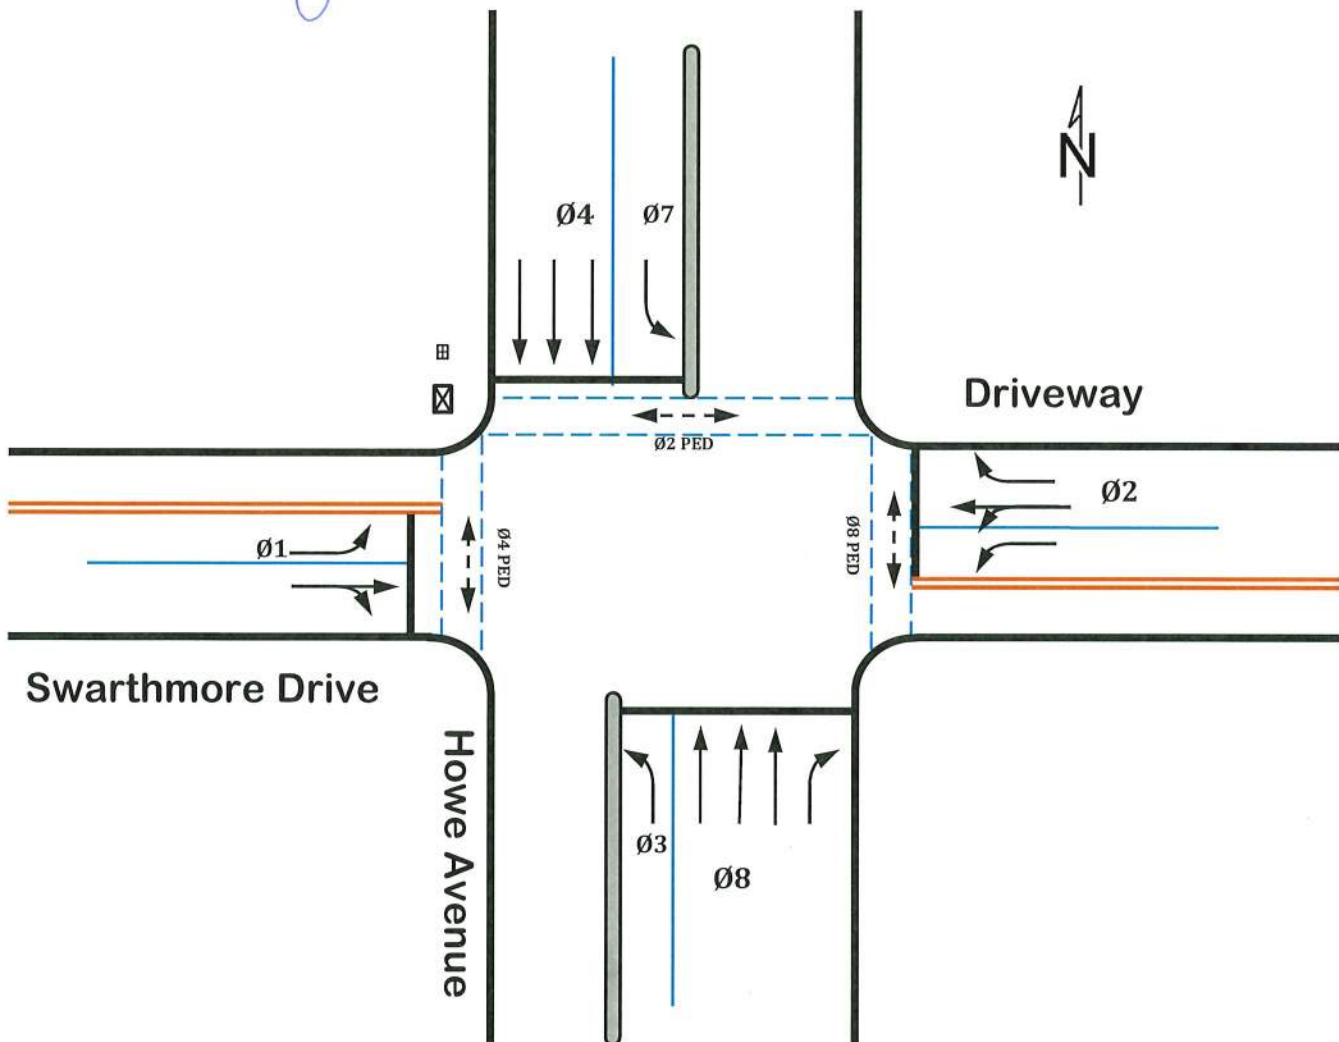 N
Ø4
Ø7
Driveway
Ø2 PED
Ø2
Ø1
Ø4 PED
Ø8 PED
Swarthmore Drive
Howe Avenue
Ø3
Ø8